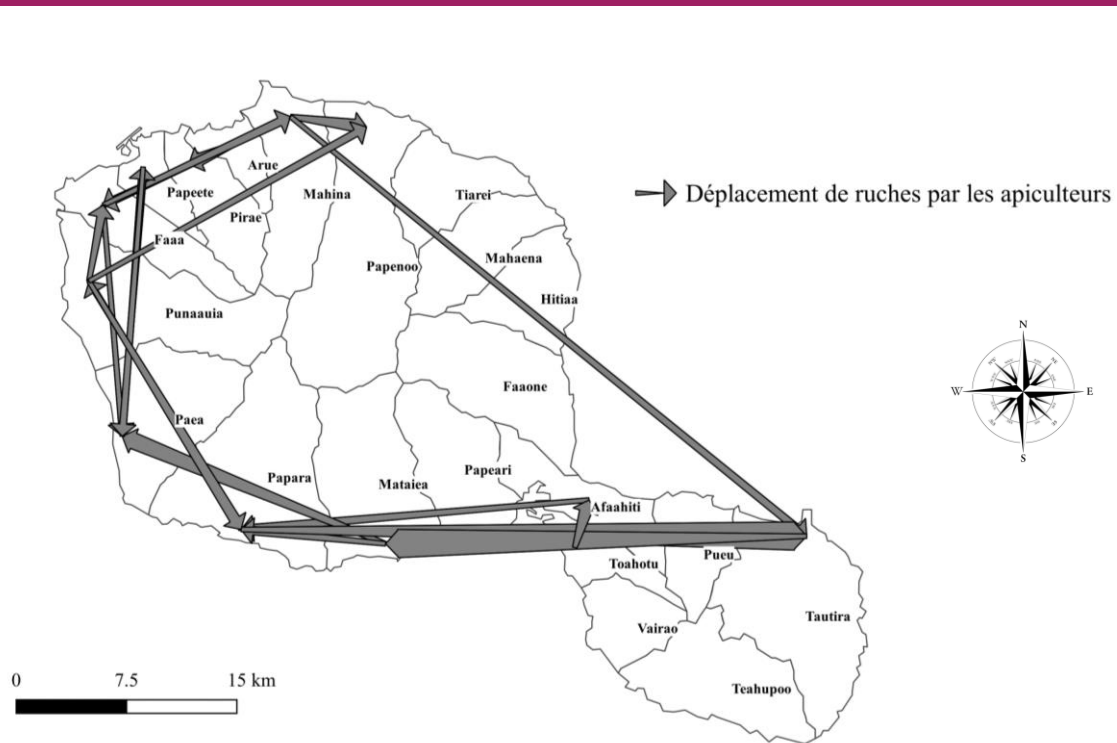 Arue
Papeete
Mahina
Tiarei
Déplacement de ruches par les apiculteurs
Pirae
Faaa
Mahaena
Papenoo
Hitiaa
Punaauia
N
Faaone
W
E
Paea
S
Papeari
Papara
Mataiea
Afaahiti
Pueu
Toahotu
Tautira
Vairao
Teahupoo
0 7.5 15 km